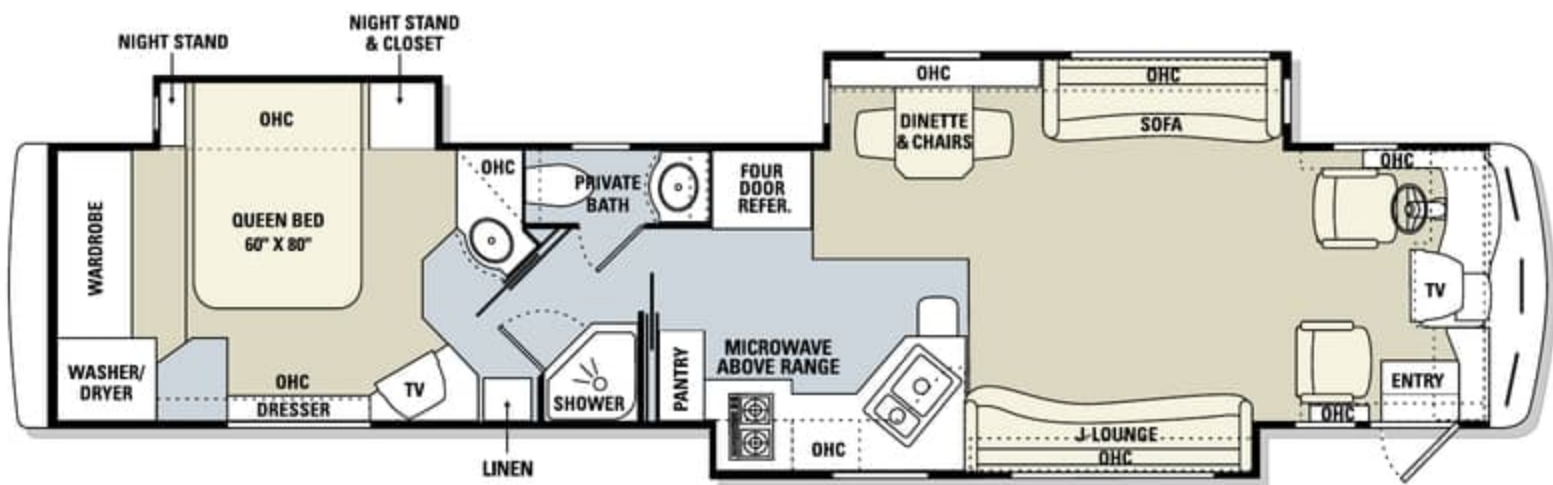 NIGHT STAND
NIGHT STAND
& CLOSET
OHC
OHC
OHC
DINETTE
& CHAIRS
SOFA
OHC
OHC
PRIVATE
BATH
FOUR
DOOR
REFER.
WARDROBE
QUEEN BED
60" X 80"
TV
MICROWAVE
ABOVE RANGE
WASHER/
DRYER
OHC
DRESSER
TV
SHOWER
PANTRY
ENTRY
OHC
J-LOUNGE
OHC
OHC
LINEN